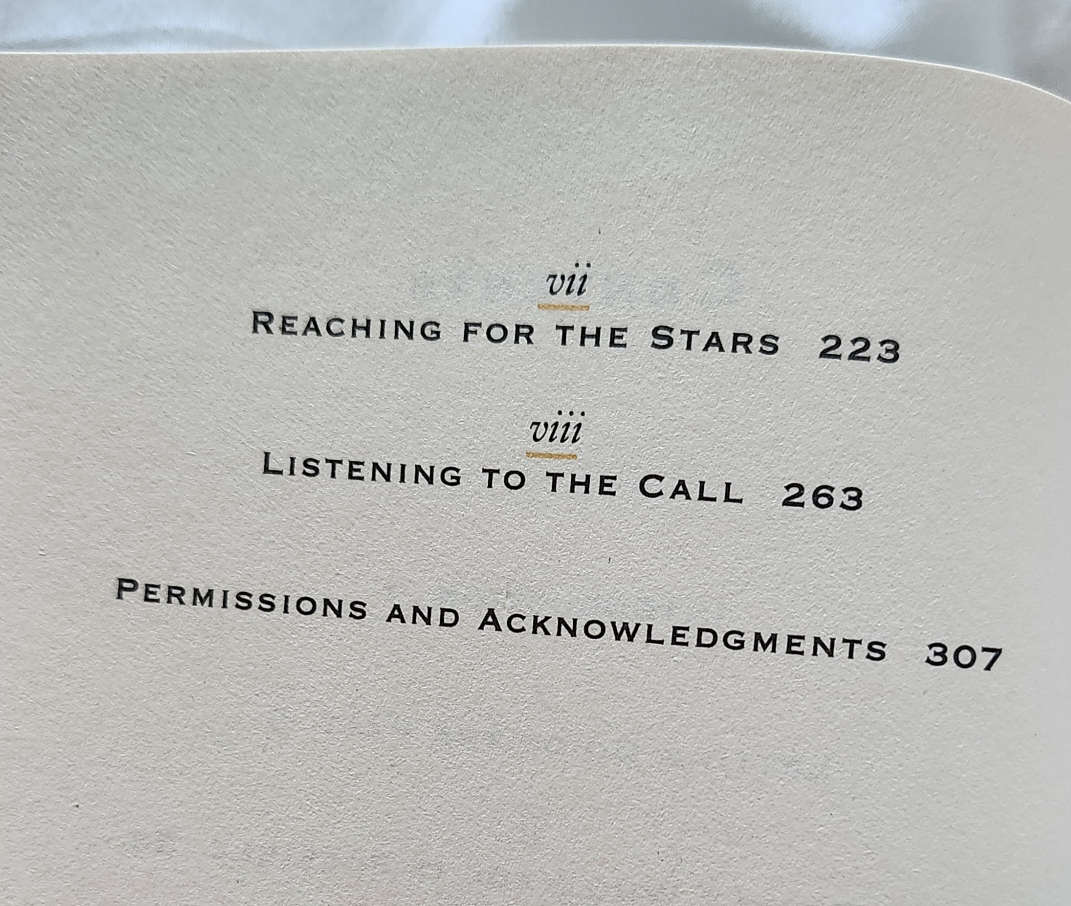 vii
REACHING FOR THE STARS 223
viii
LISTENING TO THE CALL 263
PERMISSIONS AND ACKNOWLEDGMENTS 307